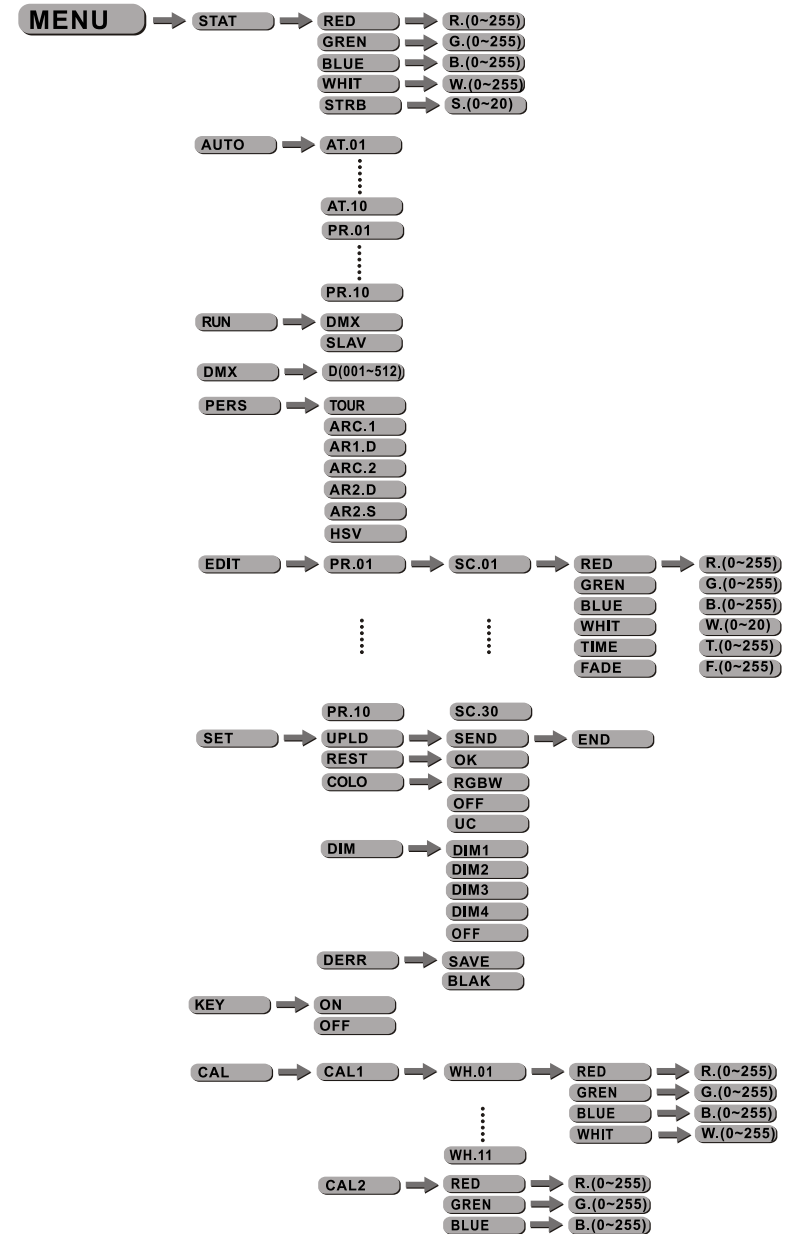 MENU STAT RED R.(0~255)
GREN G.(0~255)
BLUE B.(0~255)
WHIT W.(0~255)
STRB S.(0~20)
AUTO AT.01
AT.10
PR.01
PR.10
RUN DMX
SLAV
DMX D(001~512)
PERS TOUR
ARC.1
AR1.D
ARC.2
AR2.D
AR2.S
HSV
EDIT PR.01 SC.01 RED R.(0~255)
GREN G.(0~255)
BLUE B.(0~255)
WHIT W.(0~20)
TIME T.(0~255)
FADE F.(0~255)
PR.10 SC.30
SET UPLD SEND END
REST OK
COLO RGBW
OFF
UC
DIM DIM1
DIM2
DIM3
DIM4
OFF
DERR SAVE
BLAK
KEY ON
OFF
CAL CAL1 WH.01 RED R.(0~255)
GREN G.(0~255)
BLUE B.(0~255)
WHIT W.(0~255)
WH.11
CAL2 RED R.(0~255)
GREN G.(0~255)
BLUE B.(0~255)